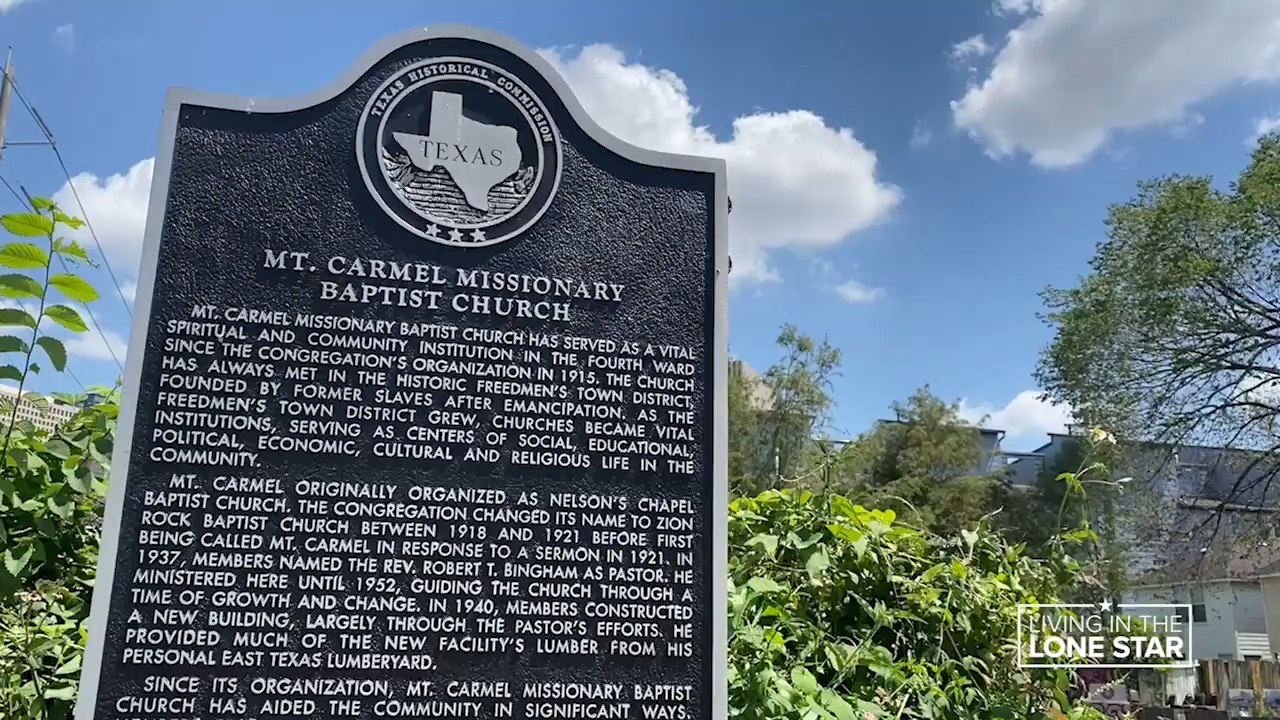 TEXAS HISTORICAL COMMISSION
TEXAS
MT. CARMEL MISSIONARY
BAPTIST CHURCH
MT. CARMEL MISSIONARY BAPTIST CHURCH HAS SERVED AS A VITAL
SPIRITUAL AND COMMUNITY INSTITUTION IN THE FOURTH WARD
SINCE THE CONGREGATION'S ORGANIZATION IN 1915. THE CHURCH
HAS ALWAYS MET IN THE HISTORIC FREEDMEN'S TOWN DISTRICT,
FOUNDED BY FORMER SLAVES AFTER EMANCIPATION. AS THE
FREEDMEN'S TOWN DISTRICT GREW, CHURCHES BECAME VITAL
INSTITUTIONS, SERVING AS CENTERS OF SOCIAL, EDUCATIONAL,
POLITICAL, ECONOMIC, CULTURAL AND RELIGIOUS LIFE IN THE
COMMUNITY.
MT. CARMEL ORIGINALLY ORGANIZED AS NELSON'S CHAPEL
BAPTIST CHURCH. THE CONGREGATION CHANGED ITS NAME TO ZION
ROCK BAPTIST CHURCH BETWEEN 1918 AND 1921 BEFORE FIRST
BEING CALLED MT. CARMEL IN RESPONSE TO A SERMON IN 1921. IN
1937, MEMBERS NAMED THE REV. ROBERT T. BINGHAM AS PASTOR. HE
MINISTERED HERE UNTIL 1952, GUIDING THE CHURCH THROUGH A
TIME OF GROWTH AND CHANGE. IN 1940, MEMBERS CONSTRUCTED
A NEW BUILDING, LARGELY THROUGH THE PASTOR'S EFFORTS. HE
PROVIDED MUCH OF THE NEW FACILITY'S LUMBER FROM HIS
PERSONAL EAST TEXAS LUMBERYARD.
SINCE ITS ORGANIZATION, MT. CARMEL MISSIONARY BAPTIST
CHURCH HAS AIDED THE COMMUNITY IN SIGNIFICANT WAYS.
LIVING IN THE
LONE STAR